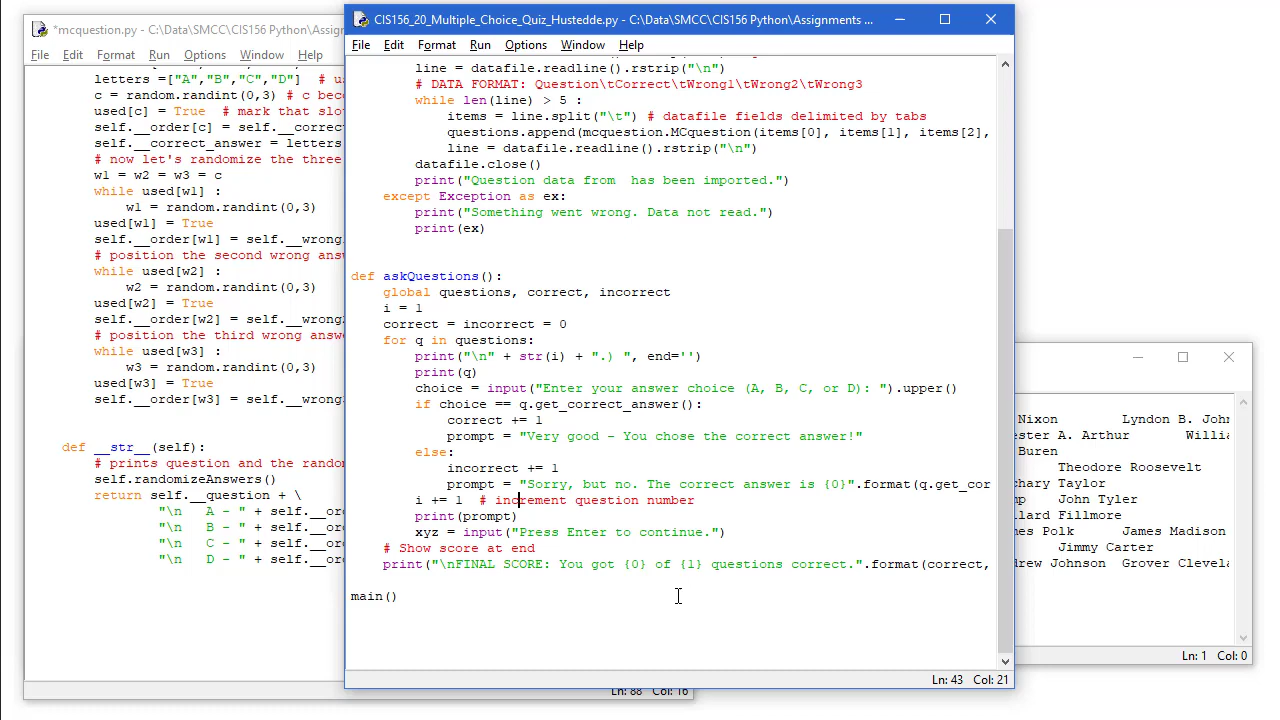 *mcquestion.py - C:\Data\SMCC\CIS156 Python\Assign
File Edit Format Run Options Window Help
letters =["A","B","C","D"] #
c = random.randint(0,3) # c
used[c] = True # mark that
self.__order[c] = self.__correct
self.__correct_answer = letters
# now let's randomize the three
w1 = w2 = w3 = c
while used[w1] :
w1 = random.randint(0,3)
used[w1] = True
self.__order[w1] = self.__wrong
# position the second wrong
while used[w2] :
w2 = random.randint(0,3)
used[w2] = True
self.__order[w2] = self.__wrong
# position the third wrong
while used[w3] :
w3 = random.randint(0,3)
used[w3] = True
self.__order[w3] = self.__wrong
def __str__(self):
# prints question and the
self.randomizeAnswers()
return self.__question + \
"\n A - " + self.__or
"\n B - " + self.__or
"\n C - " + self.__or
"\n D - " + self.__or
Ln: 88 Col: 16
CIS156_20_Multiple_Choice_Quiz_Hustedde.py - C:\Data\SMCC\CIS156 Python\Assignments ...
File Edit Format Run Options Window Help
line = datafile.readline().rstrip("\n")
# DATA FORMAT: Question\tCorrect\tWrong1\tWrong2\tWrong3
while len(line) > 5 :
items = line.split("\t") # datafile fields delimited by tabs
questions.append(mcquestion.MCquestion(items[0], items[1], items[2],
line = datafile.readline().rstrip("\n")
datafile.close()
print("Question data from  has been imported.")
except Exception as ex:
print("Something went wrong. Data not read.")
print(ex)
def askQuestions():
global questions, correct, incorrect
i = 1
correct = incorrect = 0
for q in questions:
print("\n" + str(i) + ".) ", end='')
print(q)
choice = input("Enter your answer choice (A, B, C, or D): ").upper()
if choice == q.get_correct_answer():
correct += 1
prompt = "Very good - You chose the correct answer!"
else:
incorrect += 1
prompt = "Sorry, but no. The correct answer is {0}".format(q.get_cor
i += 1 # increment question number
print(prompt)
xyz = input("Press Enter to continue.")
# Show score at end
print("\nFINAL SCORE: You got {0} of {1} questions correct.".format(correct,
main()
Ln: 43 Col: 21
Nixon Lyndon B. John
ester A. Arthur Willia
Buren
Theodore Roosevelt
chary Taylor
mp John Tyler
llard Fillmore
mes Polk James Madison
Jimmy Carter
drew Johnson Grover Clevela
Ln: 1 Col: 0